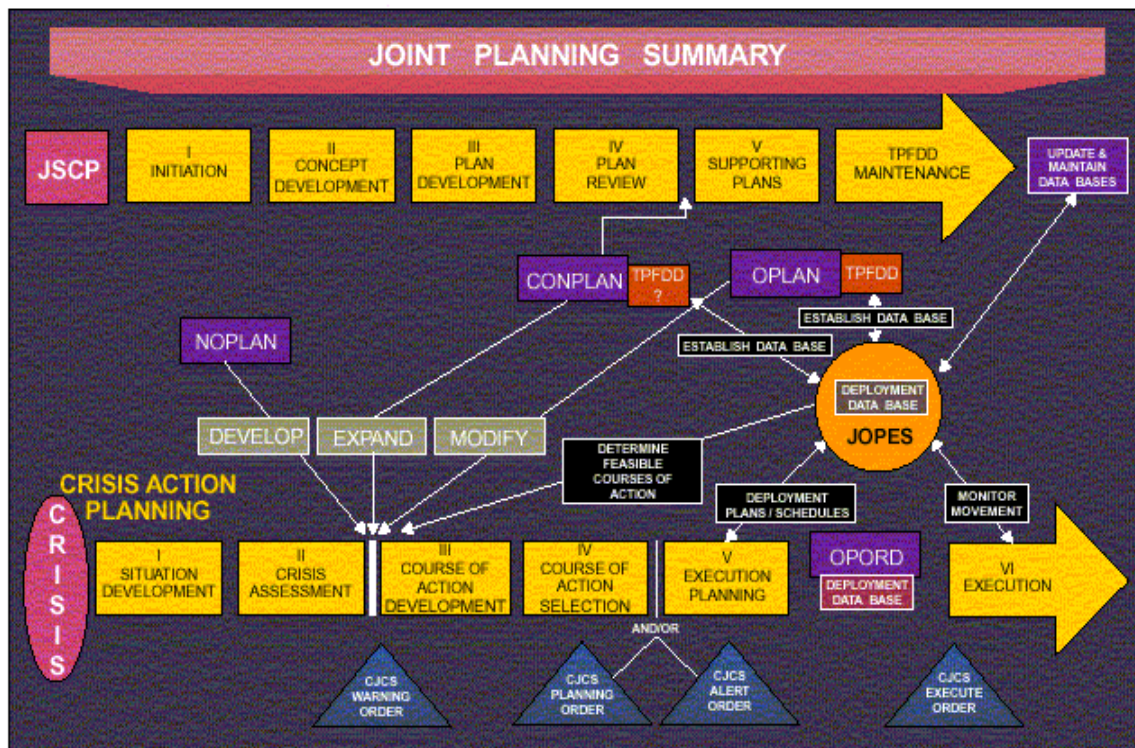 JOINT PLANNING SUMMARY
JSCP
I
INITIATION
II
CONCEPT
DEVELOPMENT
III
PLAN
DEVELOPMENT
IV
PLAN
REVIEW
V
SUPPORTING
PLANS
TPFDD
MAINTENANCE
UPDATE &
MAINTAIN
DATA BASES
CONPLAN
TPFDD
?
OPLAN
TPFDD
ESTABLISH DATA BASE
ESTABLISH DATA BASE
NOPLAN
DEPLOYMENT
DATA BASE
JOPES
DEVELOP
EXPAND
MODIFY
DETERMINE
FEASIBLE
COURSES OF
ACTION
DEPLOYMENT
PLANS / SCHEDULES
MONITOR
MOVEMENT
CRISIS ACTION
PLANNING
C
R
I
S
I
S
I
SITUATION
DEVELOPMENT
II
CRISIS
ASSESSMENT
III
COURSE OF
ACTION
DEVELOPMENT
IV
COURSE OF
ACTION
SELECTION
V
EXECUTION
PLANNING
OPORD
DEPLOYMENT
DATA BASE
VI
EXECUTION
AND/OR
CJCS
WARNING
ORDER
CJCS
PLANNING
ORDER
CJCS
ALERT
ORDER
CJCS
EXECUTE
ORDER